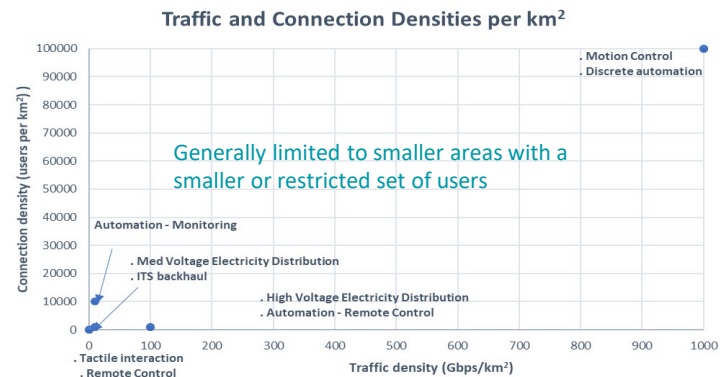 Traffic and Connection Densities per km²
100000
90000
80000
70000
60000
50000
40000
30000
20000
10000
0
Connection density (users per km²) )
. Motion Control
. Discrete automation
Generally limited to smaller areas with a
smaller or restricted set of users
Automation - Monitoring
. Med Voltage Electricity Distribution
. ITS backhaul
. High Voltage Electricity Distribution
. Automation - Remote Control
0 100 200 300 400 500 600 700 800 900 1000
. Tactile interaction
. Remote Control
Traffic density (Gbps/km²)